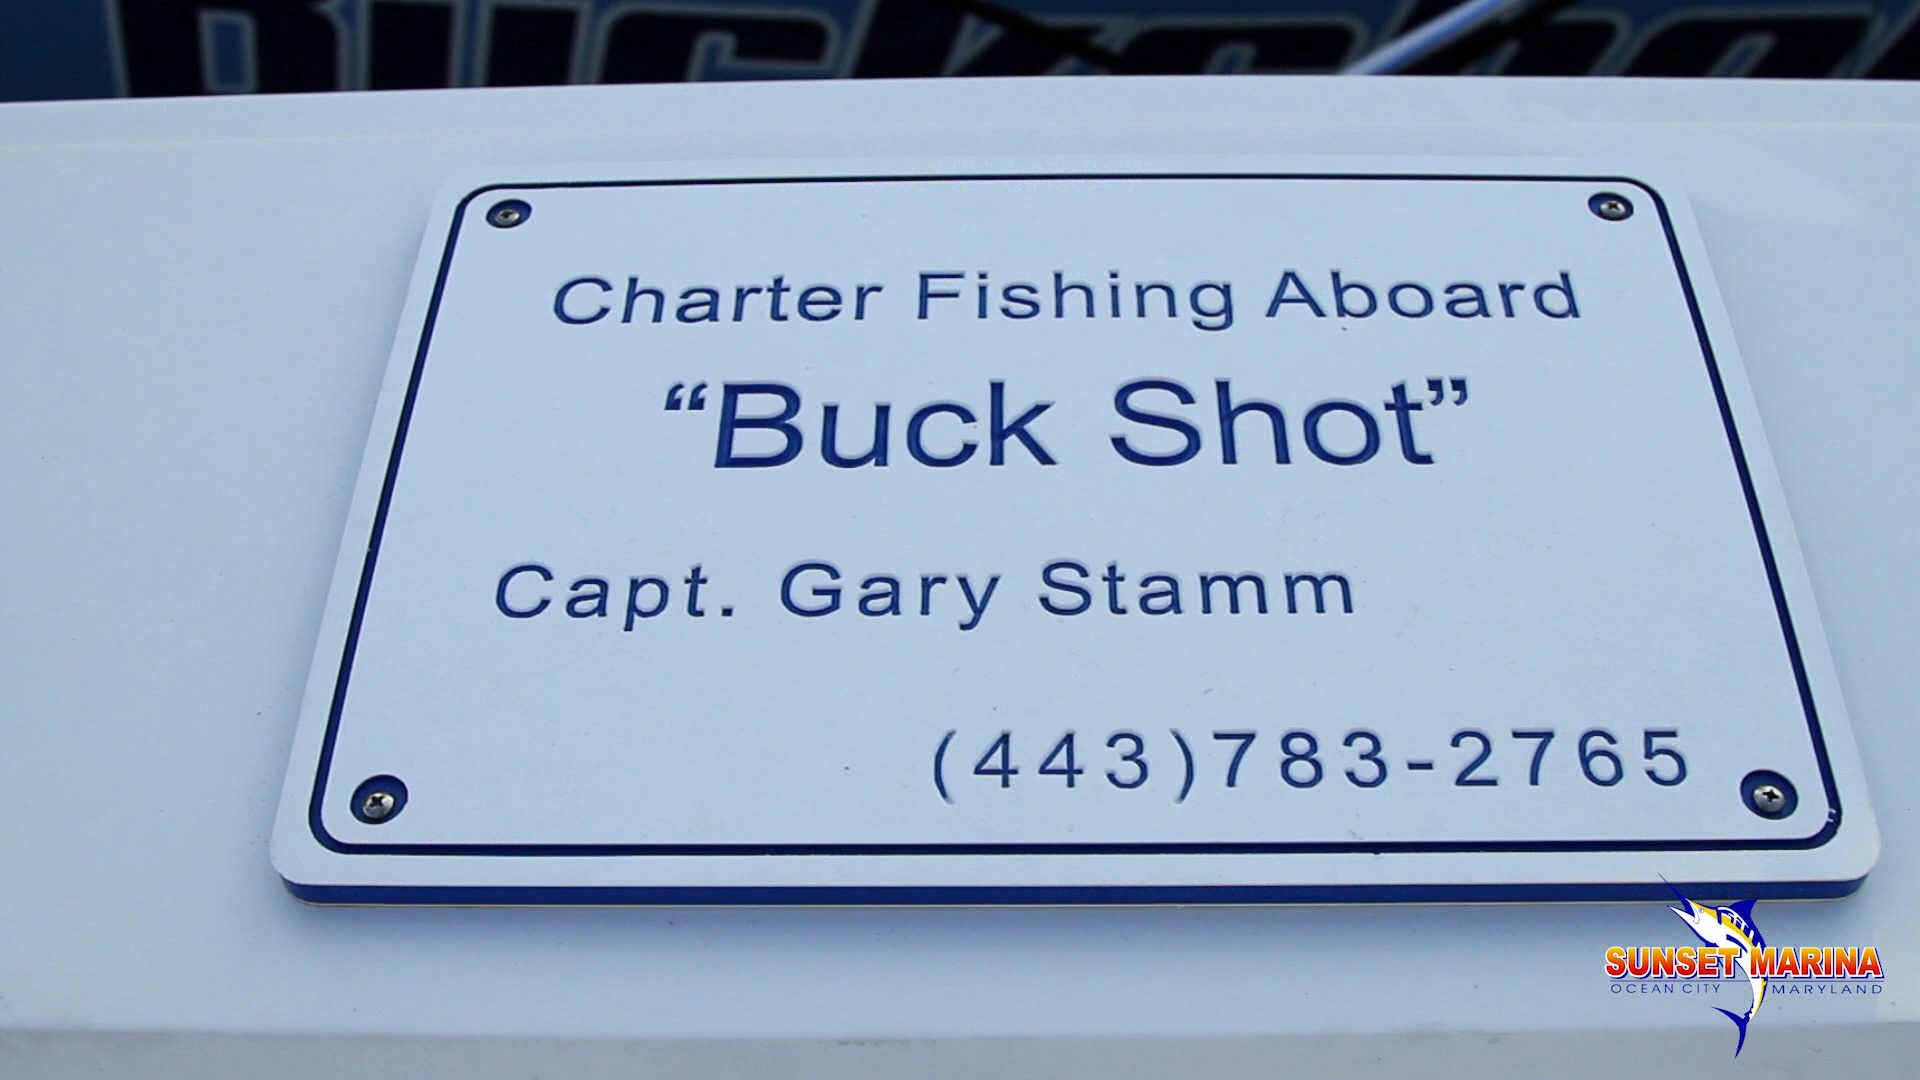 Charter Fishing Aboard
“Buck Shot”
Capt. Gary Stamm
(443)783-2765
SUNSET MARINA
OCEAN CITY MARYLAND